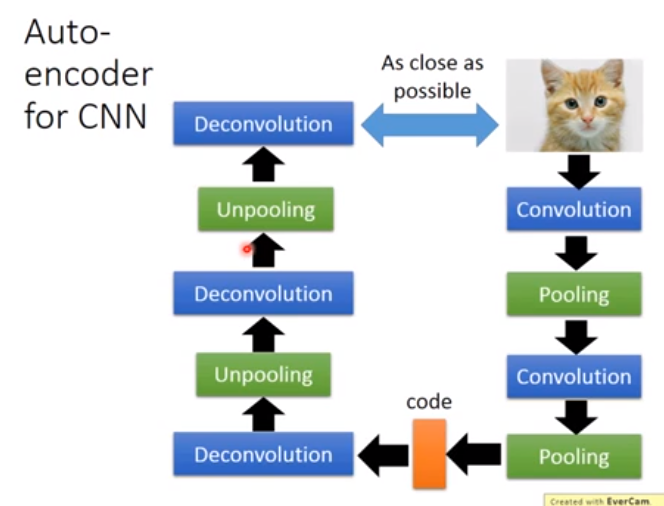 Auto-
encoder
for CNN
As close as
possible
Deconvolution
Unpooling
Deconvolution
Unpooling
Deconvolution
code
Convolution
Pooling
Convolution
Pooling
Created with EverCam.